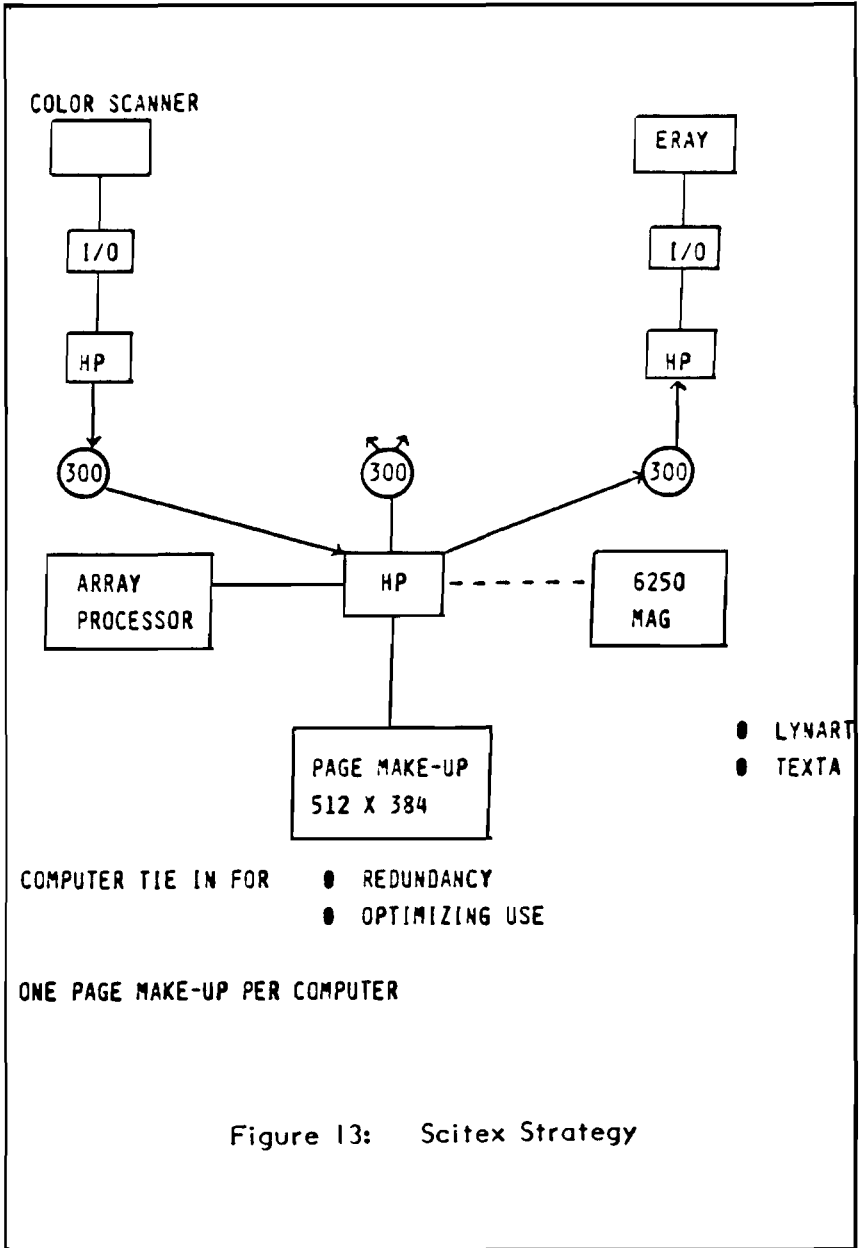 COLOR SCANNER
ERAY
I/O
I/O
HP
HP
300
300
300
ARRAY
PROCESSOR
HP
6250
MAG
● LYNART
● TEXTA
PAGE MAKE-UP
512 X 384
COMPUTER TIE IN FOR ● REDUNDANCY
● OPTIMIZING USE
ONE PAGE MAKE-UP PER COMPUTER
Figure 13: Scitex Strategy